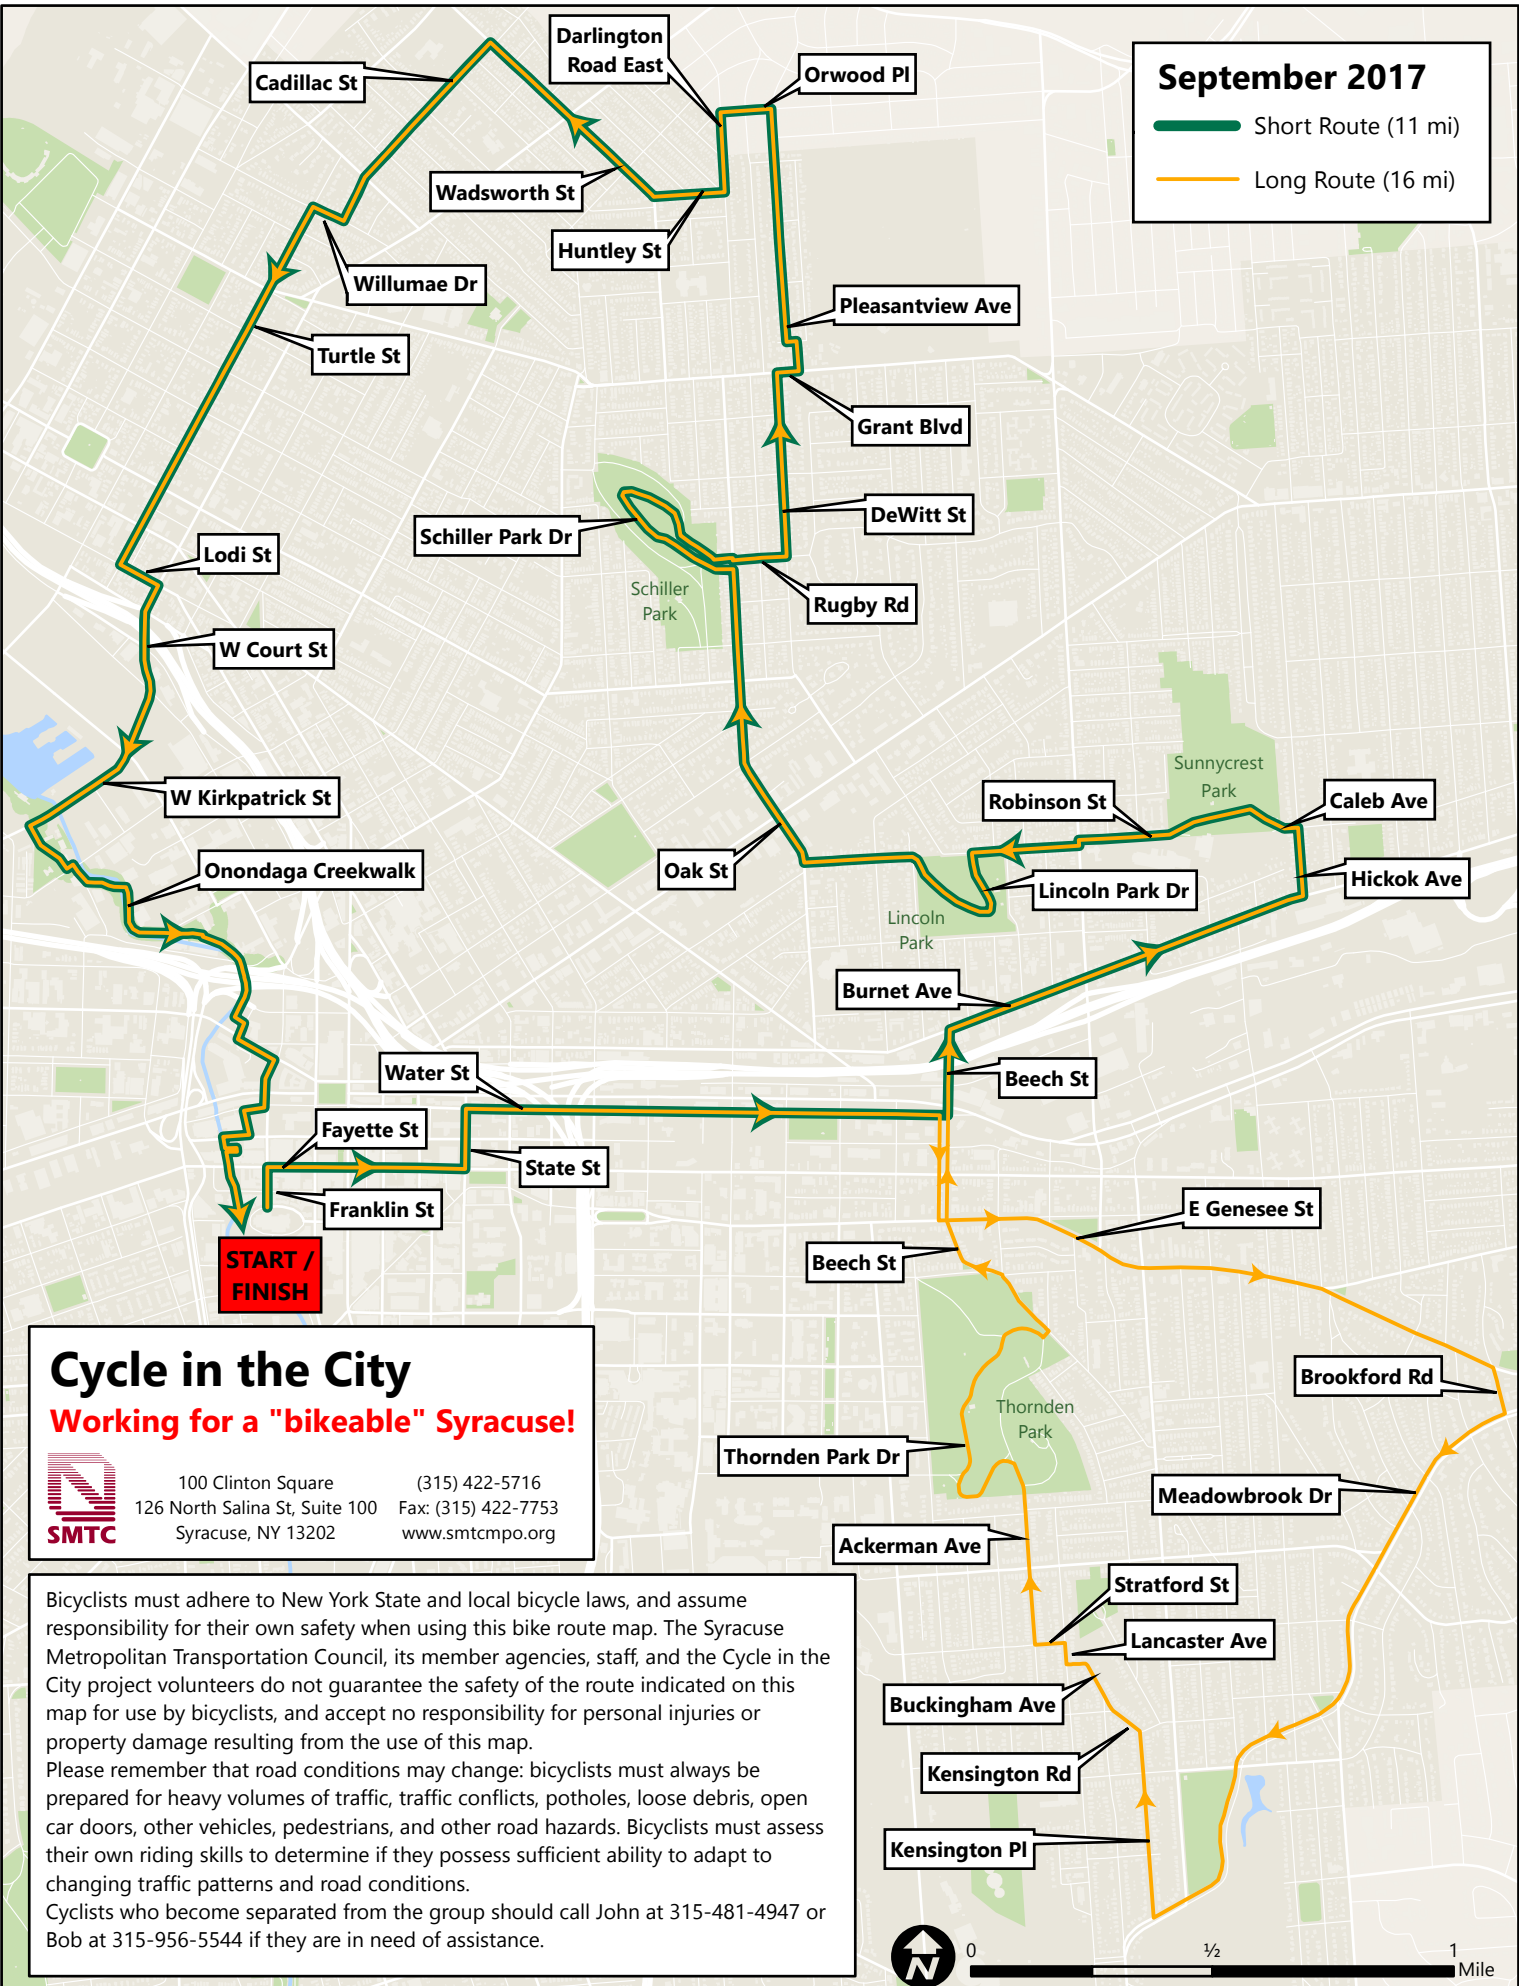 Darlington
Road East
Orwood Pl
Cadillac St
September 2017
Short Route (11 mi)
Long Route (16 mi)
Wadsworth St
Huntley St
Willumae Dr
Pleasantview Ave
Turtle St
Grant Blvd
DeWitt St
Schiller Park Dr
Lodi St
Schiller
Park
Rugby Rd
W Court St
Sunnycrest
Park
W Kirkpatrick St
Robinson St
Caleb Ave
Oak St
Onondaga Creekwalk
Lincoln Park Dr
Hickok Ave
Lincoln
Park
Burnet Ave
Water St
Beech St
Fayette St
State St
Franklin St
E Genesee St
START /
FINISH
Beech St
Brookford Rd
Thornden
Park
Thornden Park Dr
Meadowbrook Dr
Ackerman Ave
Stratford St
Lancaster Ave
Buckingham Ave
Kensington Rd
Kensington Pl
Cycle in the City
Working for a "bikeable" Syracuse!
SMTC
100 Clinton Square
126 North Salina St, Suite 100
Syracuse, NY 13202
(315) 422-5716
Fax: (315) 422-7753
www.smtcmpo.org
Bicyclists must adhere to New York State and local bicycle laws, and assume
responsibility for their own safety when using this bike route map. The Syracuse
Metropolitan Transportation Council, its member agencies, staff, and the Cycle in the
City project volunteers do not guarantee the safety of the route indicated on this
map for use by bicyclists, and accept no responsibility for personal injuries or
property damage resulting from the use of this map.
Please remember that road conditions may change: bicyclists must always be
prepared for heavy volumes of traffic, traffic conflicts, potholes, loose debris, open
car doors, other vehicles, pedestrians, and other road hazards. Bicyclists must assess
their own riding skills to determine if they possess sufficient ability to adapt to
changing traffic patterns and road conditions.
Cyclists who become separated from the group should call John at 315-481-4947 or
Bob at 315-956-5544 if they are in need of assistance.
N
0 ½ 1
Mile